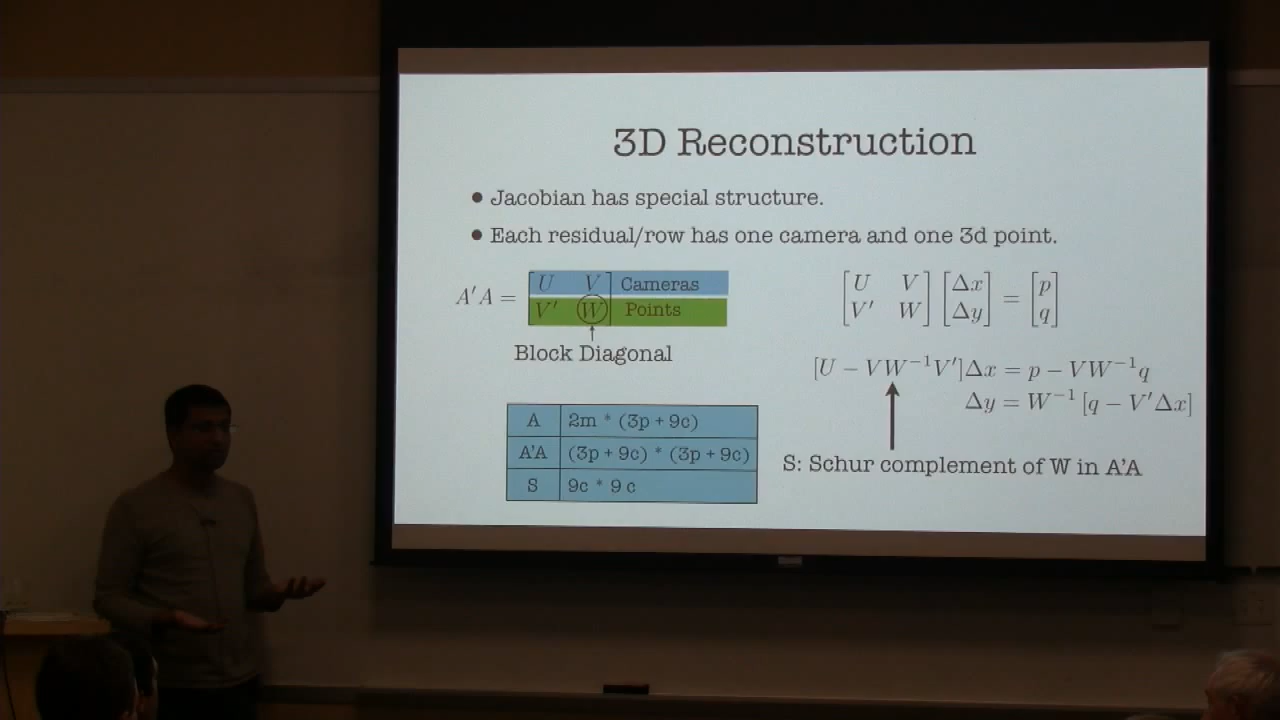 3D Reconstruction
● Jacobian has special structure.
● Each residual/row has one camera and one 3d point.
A'A = [U V] Cameras
[V' W] Points
Block Diagonal
[U V; V' W] [Δx; Δy] = [p; q]
[U − VW⁻¹V']Δx = p − VW⁻¹q
Δy = W⁻¹ [q − V'Δx]
S: Schur complement of W in A'A
A 2m * (3p + 9c)
A'A (3p + 9c) * (3p + 9c)
S 9c * 9 c